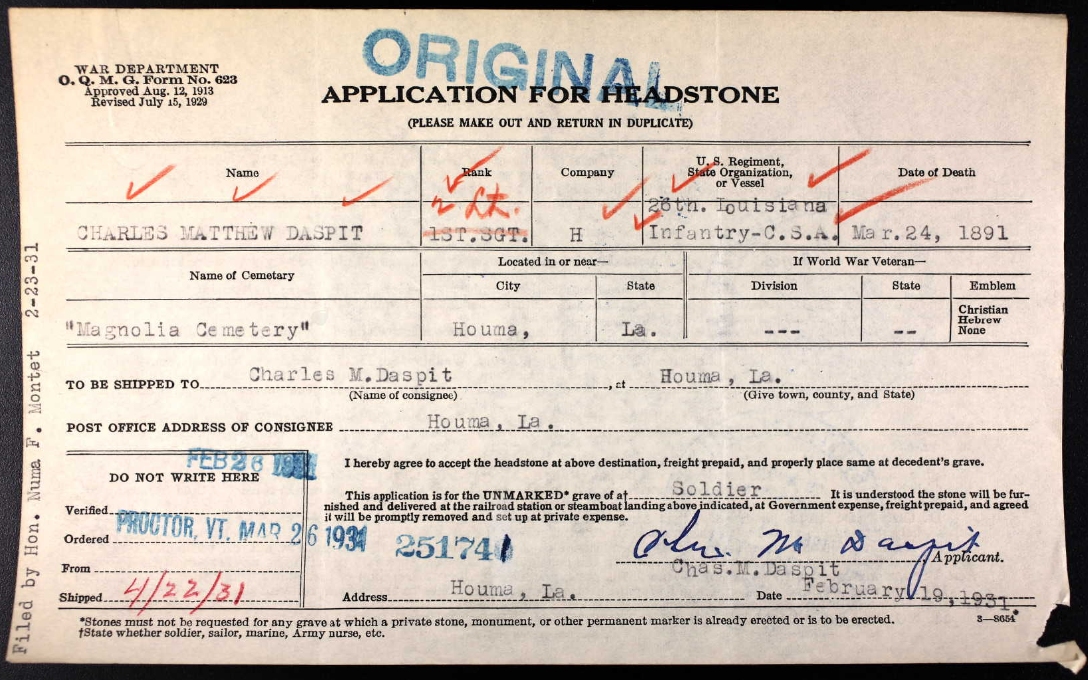 ORIGINAL
WAR DEPARTMENT
O. Q. M. G. Form No. 623
Approved Aug. 12, 1913
Revised July 15, 1929
APPLICATION FOR HEADSTONE
(PLEASE MAKE OUT AND RETURN IN DUPLICATE)
Name Rank Company U. S. Regiment, State Organization, or Vessel Date of Death
2 Lt. 26th. Louisiana
CHARLES MATTHEW DASPIT 1ST.SGT. H Infantry-C.S.A. Mar.24, 1891
Name of Cemetary Located in or near— If World War Veteran—
City State Division State Emblem
Christian
Hebrew
None
"Magnolia Cemetery" Houma, La. --- --
TO BE SHIPPED TO Charles M.Daspit , at Houma, La.
(Name of consignee) (Give town, county, and State)
POST OFFICE ADDRESS OF CONSIGNEE Houma, La.
FEB 26 1931
DO NOT WRITE HERE
I hereby agree to accept the headstone at above destination, freight prepaid, and properly place same at decedent's grave.
This application is for the UNMARKED* grave of a† Soldier It is understood the stone will be fur-
nished and delivered at the railroad station or steamboat landing above indicated, at Government expense, freight prepaid, and agreed
it will be promptly removed and set up at private expense.
Verified
Ordered PROCTOR, VT. MAR 26 1931
251741
From
Shipped 4/22/31
Chas. M Daspit Applicant.
Chas.M.Daspit
Address Houma, La. Date February 19, 1931.
*Stones must not be requested for any grave at which a private stone, monument, or other permanent marker is already erected or is to be erected.
†State whether soldier, sailor, marine, Army nurse, etc.
3—8654
Filed by Hon. Numa F. Montet 2-23-31